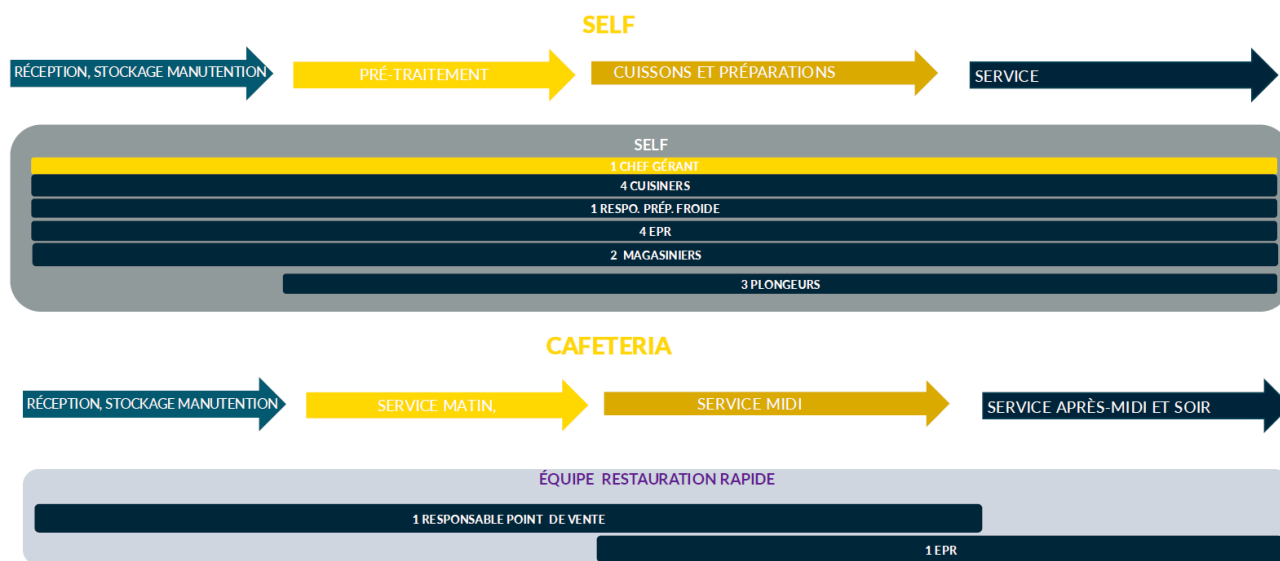 SELF
RÉCEPTION, STOCKAGE MANUTENTION
PRÉ-TRAITEMENT
CUISSONS ET PRÉPARATIONS
SERVICE
SELF
1 CHEF GÉRANT
4 CUISINERS
1 RESPO. PRÉP. FROIDE
4 EPR
2 MAGASINIERS
3 PLONGEURS
CAFETERIA
RÉCEPTION, STOCKAGE MANUTENTION
SERVICE MATIN,
SERVICE MIDI
SERVICE APRÈS-MIDI ET SOIR
ÉQUIPE RESTAURATION RAPIDE
1 RESPONSABLE POINT DE VENTE
1 EPR